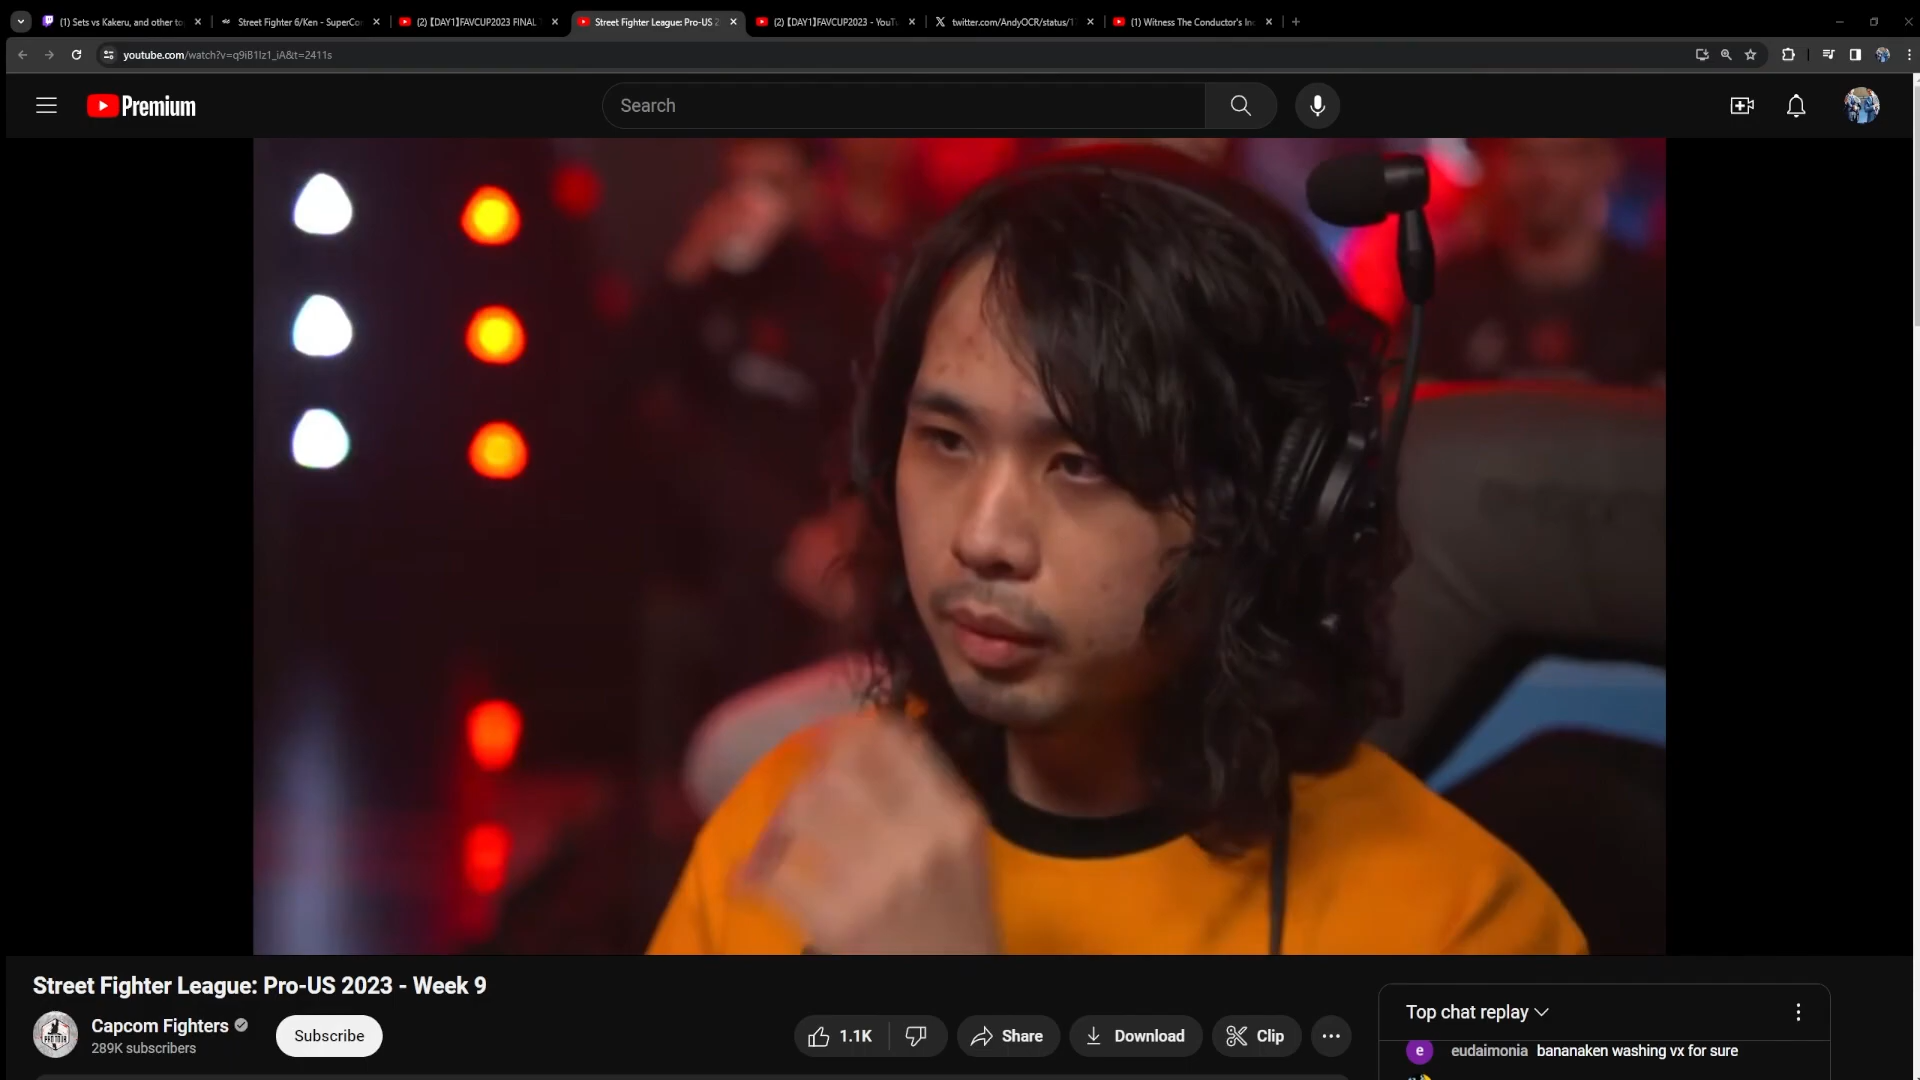 (1) Sets vs Kakeru, and other to
Street Fighter 6/Ken - SuperCo
(2) 【DAY1】FAVCUP2023 FINAL
Street Fighter League: Pro-US 2
(2) 【DAY1】FAVCUP2023 - YouTu
twitter.com/AndyOCR/status/1
(1) Witness The Conductor's In
youtube.com/watch?v=q9iB1lz1_iA&t=2411s
Premium
Search
Street Fighter League: Pro-US 2023 - Week 9
Capcom Fighters
289K subscribers
Subscribe
1.1K
Share
Download
Clip
Top chat replay
e eudaimonia bananaken washing vx for sure